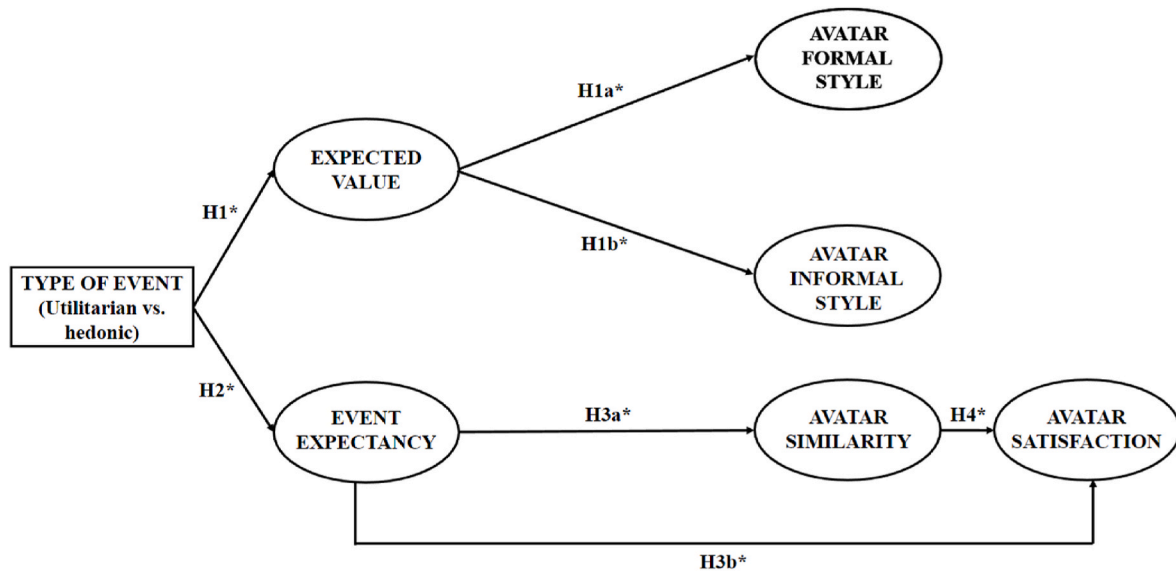 AVATAR
FORMAL
STYLE
H1a*
EXPECTED
VALUE
H1*
H1b*
AVATAR
INFORMAL
STYLE
TYPE OF EVENT
(Utilitarian vs.
hedonic)
H2*
EVENT
EXPECTANCY
H3a*
AVATAR
SIMILARITY
H4*
AVATAR
SATISFACTION
H3b*